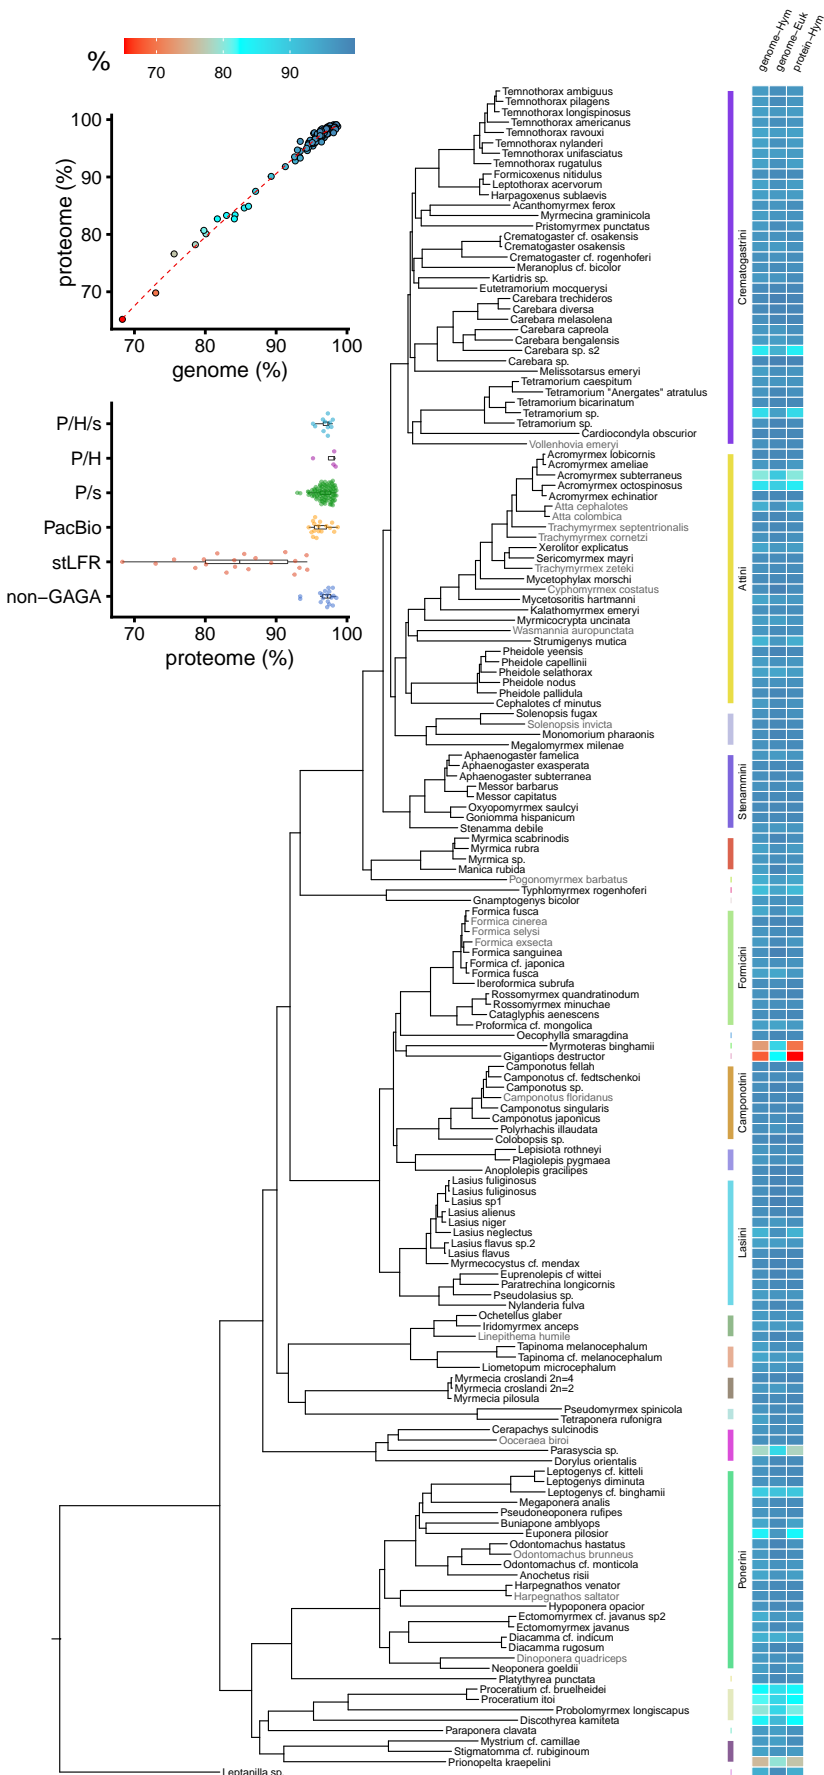 genome−Hym
genome−Euk
protein−Hym
%
70
80
90
100
90
80
70
proteome (%)
70
80
90
100
genome (%)
P/H/s
P/H
P/s
PacBio
stLFR
non−GAGA
70
80
90
100
proteome (%)
Temnothorax ambiguus
Temnothorax pilagens
Temnothorax longispinosus
Temnothorax americanus
Temnothorax ravouxi
Temnothorax nylanderi
Temnothorax unifasciatus
Temnothorax rugatulus
Formicoxenus nitidulus
Leptothorax acervorum
Harpagoxenus sublaevis
Acanthomyrmex ferox
Myrmecina graminicola
Pristomyrmex punctatus
Crematogaster cf. osakensis
Crematogaster osakensis
Crematogaster cf. rogenhoferi
Meranoplus cf. bicolor
Kartidris sp.
Eutetramorium mocquerysi
Carebara trechideros
Carebara diversa
Carebara melasolena
Carebara capreola
Carebara bengalensis
Carebara sp. s2
Carebara sp.
Melissotarsus emeryi
Tetramorium caespitum
Tetramorium "Anergates" atratulus
Tetramorium bicarinatum
Tetramorium sp.
Tetramorium sp.
Cardiocondyla obscurior
Vollenhovia emeryi
Crematogastrini
Acromyrmex lobicornis
Acromyrmex ameliae
Acromyrmex subterraneus
Acromyrmex octospinosus
Acromyrmex echinatior
Atta cephalotes
Atta colombica
Trachymyrmex septentrionalis
Trachymyrmex cornetzi
Xerolitor explicatus
Sericomyrmex mayri
Trachymyrmex zeteki
Mycetophylax morschi
Cyphomyrmex costatus
Mycetosoritis hartmanni
Kalathomyrmex emeryi
Myrmicocrypta uncinata
Wasmannia auropunctata
Strumigenys mutica
Pheidole yeensis
Pheidole capellinii
Pheidole selathorax
Pheidole nodus
Pheidole pallidula
Cephalotes cf minutus
Attini
Solenopsis fugax
Solenopsis invicta
Monomorium pharaonis
Megalomyrmex milenae
Aphaenogaster famelica
Aphaenogaster exasperata
Aphaenogaster subterranea
Messor barbarus
Messor capitatus
Oxyopomyrmex saulcyi
Goniomma hispanicum
Stenamma debile
Stenammini
Myrmica scabrinodis
Myrmica rubra
Myrmica sp.
Manica rubida
Pogonomyrmex barbatus
Typhlomyrmex rogenhoferi
Gnamptogenys bicolor
Formica fusca
Formica cinerea
Formica selysi
Formica exsecta
Formica sanguinea
Formica cf. japonica
Formica fusca
Iberoformica subrufa
Rossomyrmex quandratinodum
Rossomyrmex minuchae
Cataglyphis aenescens
Proformica cf. mongolica
Formicini
Oecophylla smaragdina
Myrmoteras binghamii
Gigantiops destructor
Camponotus fellah
Camponotus cf. fedtschenkoi
Camponotus sp.
Camponotus floridanus
Camponotus singularis
Camponotus japonicus
Polyrhachis illaudata
Colobopsis sp.
Camponotini
Lepisiota rothneyi
Plagiolepis pygmaea
Anoplolepis gracilipes
Lasius fuliginosus
Lasius fuliginosus
Lasius sp1
Lasius alienus
Lasius niger
Lasius neglectus
Lasius flavus sp.2
Lasius flavus
Myrmecocystus cf. mendax
Euprenolepis cf wittei
Paratrechina longicornis
Pseudolasius sp.
Nylanderia fulva
Lasiini
Ochetellus glaber
Iridomyrmex anceps
Linepithema humile
Tapinoma melanocephalum
Tapinoma cf. melanocephalum
Liometopum microcephalum
Myrmecia croslandi 2n=4
Myrmecia croslandi 2n=2
Myrmecia pilosula
Pseudomyrmex spinicola
Tetraponera rufonigra
Cerapachys sulcinodis
Ooceraea biroi
Parasyscia sp.
Dorylus orientalis
Leptogenys cf. kitteli
Leptogenys diminuta
Leptogenys cf. binghamii
Megaponera analis
Pseudoneoponera rufipes
Buniapone amblyops
Euponera pilosior
Odontomachus hastatus
Odontomachus brunneus
Odontomachus cf. monticola
Anochetus risii
Harpegnathos venator
Harpegnathos saltator
Hypoponera opacior
Ectomomyrmex cf. javanus sp2
Ectomomyrmex javanus
Diacamma cf. indicum
Diacamma rugosum
Dinoponera quadriceps
Neoponera goeldii
Ponerini
Platythyrea punctata
Proceratium cf. bruelheidei
Proceratium itoi
Probolomyrmex longiscapus
Discothyrea kamiteta
Paraponera clavata
Mystrium cf. camillae
Stigmatomma cf. rubiginoum
Prionopelta kraepelini
Leptanilla sp.